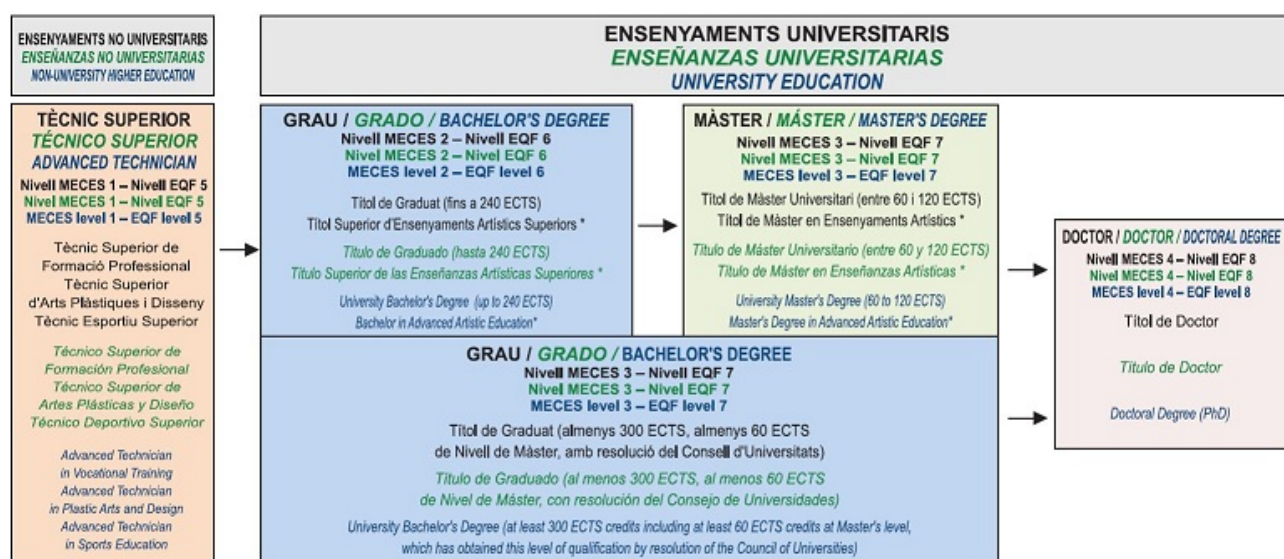 ENSENYAMENTS NO UNIVERSITARIS
ENSEÑANZAS NO UNIVERSITARIAS
NON-UNIVERSITY HIGHER EDUCATION
ENSENYAMENTS UNIVERSITARIS
ENSEÑANZAS UNIVERSITARIAS
UNIVERSITY EDUCATION
TÈCNIC SUPERIOR
TÉCNICO SUPERIOR
ADVANCED TECHNICIAN
Nivell MECES 1 – Nivell EQF 5
Nivel MECES 1 – Nivel EQF 5
MECES level 1 – EQF level 5
Tècnic Superior de
Formació Professional
Tècnic Superior
d'Arts Plàstiques i Disseny
Tècnic Esportiu Superior
Técnico Superior de
Formación Profesional
Técnico Superior de
Artes Plásticas y Diseño
Técnico Deportivo Superior
Advanced Technician
in Vocational Training
Advanced Technician
in Plastic Arts and Design
Advanced Technician
in Sports Education
GRAU / GRADO / BACHELOR'S DEGREE
Nivell MECES 2 – Nivell EQF 6
Nivel MECES 2 – Nivel EQF 6
MECES level 2 – EQF level 6
Títol de Graduat (fins a 240 ECTS)
Títol Superior d'Ensenyaments Artístics Superiors *
Título de Graduado (hasta 240 ECTS)
Título Superior de las Enseñanzas Artísticas Superiores *
University Bachelor's Degree (up to 240 ECTS)
Bachelor in Advanced Artistic Education*
MÀSTER / MÁSTER / MASTER'S DEGREE
Nivell MECES 3 – Nivell EQF 7
Nivel MECES 3 – Nivel EQF 7
MECES level 3 – EQF level 7
Títol de Màster Universitari (entre 60 i 120 ECTS)
Títol de Màster en Ensenyaments Artístics *
Título de Máster Universitario (entre 60 y 120 ECTS)
Título de Máster en Enseñanzas Artísticas *
University Master's Degree (60 to 120 ECTS)
Master's Degree in Advanced Artistic Education*
GRAU / GRADO / BACHELOR'S DEGREE
Nivell MECES 3 – Nivell EQF 7
Nivel MECES 3 – Nivel EQF 7
MECES level 3 – EQF level 7
Títol de Graduat (almenys 300 ECTS, almenys 60 ECTS
de Nivell de Màster, amb resolució del Consell d'Universitats)
Título de Graduado (al menos 300 ECTS, al menos 60 ECTS
de Nivel de Máster, con resolución del Consejo de Universidades)
University Bachelor's Degree (at least 300 ECTS credits including at least 60 ECTS credits at Master's level,
which has obtained this level of qualification by resolution of the Council of Universities)
DOCTOR / DOCTOR / DOCTORAL DEGREE
Nivell MECES 4 – Nivell EQF 8
Nivel MECES 4 – Nivel EQF 8
MECES level 4 – EQF level 8
Títol de Doctor
Título de Doctor
Doctoral Degree (PhD)